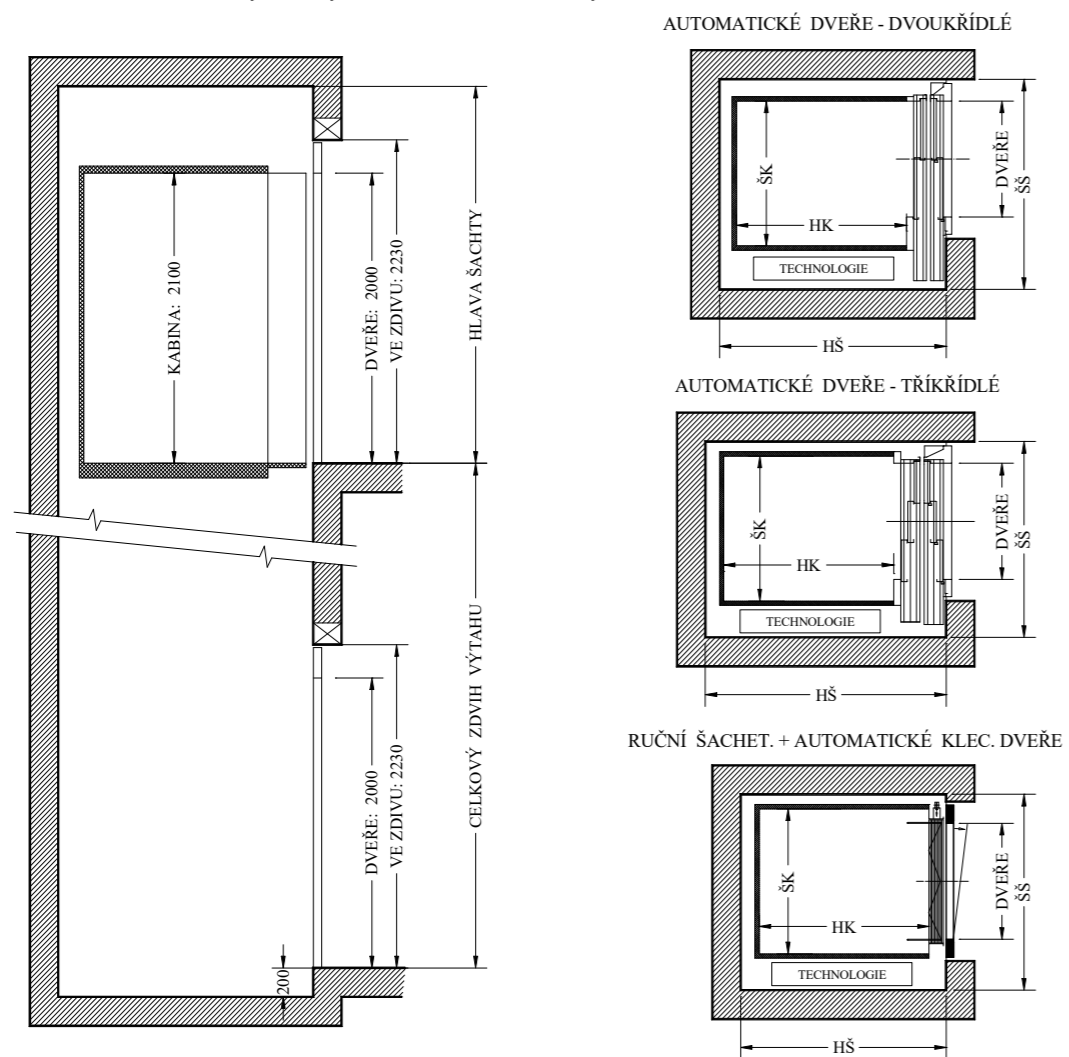 KABINA: 2100
DVEŘE: 2000
VE ZDIVU: 2230
HLAVA ŠACHTY
DVEŘE: 2000
VE ZDIVU: 2230
CELKOVÝ ZDVIH VÝTAHU
200
AUTOMATICKÉ DVEŘE - DVOUKŘÍDLÉ
ŠK
HK
DVEŘE
ŠŠ
TECHNOLOGIE
HŠ
AUTOMATICKÉ DVEŘE - TŘÍKŘÍDLÉ
ŠK
HK
DVEŘE
ŠŠ
TECHNOLOGIE
HŠ
RUČNÍ ŠACHET. + AUTOMATICKÉ KLEC. DVEŘE
ŠK
HK
DVEŘE
ŠŠ
TECHNOLOGIE
HŠ